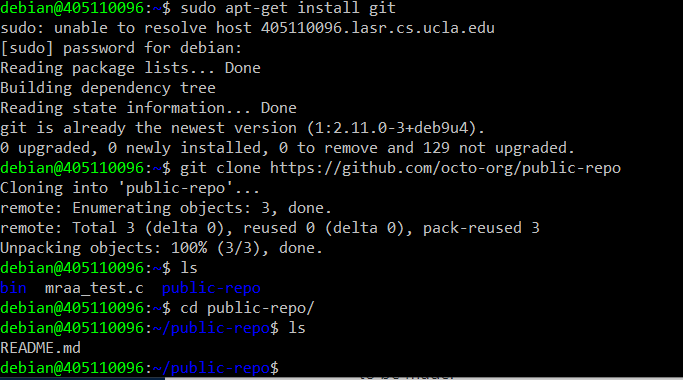 debian@405110096:~$ sudo apt-get install git
sudo: unable to resolve host 405110096.lasr.cs.ucla.edu
[sudo] password for debian:
Reading package lists... Done
Building dependency tree
Reading state information... Done
git is already the newest version (1:2.11.0-3+deb9u4).
0 upgraded, 0 newly installed, 0 to remove and 129 not upgraded.
debian@405110096:~$ git clone https://github.com/octo-org/public-repo
Cloning into 'public-repo'...
remote: Enumerating objects: 3, done.
remote: Total 3 (delta 0), reused 0 (delta 0), pack-reused 3
Unpacking objects: 100% (3/3), done.
debian@405110096:~$ ls
bin  mraa_test.c  public-repo
debian@405110096:~$ cd public-repo/
debian@405110096:~/public-repo$ ls
README.md
debian@405110096:~/public-repo$